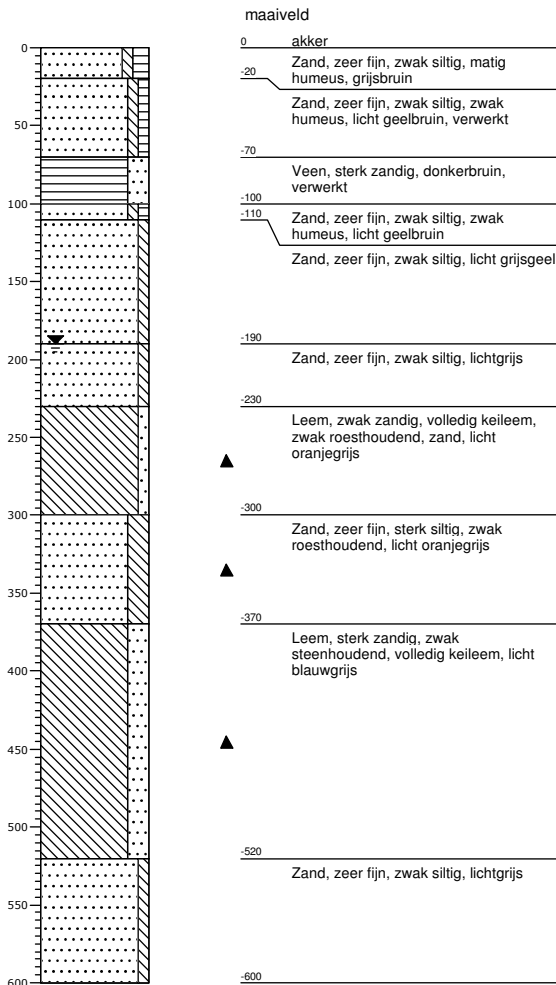 maaiveld
0
0
akker
Zand, zeer fijn, zwak siltig, matig
humeus, grijsbruin
-20
Zand, zeer fijn, zwak siltig, zwak
humeus, licht geelbruin, verwerkt
50
-70
Veen, sterk zandig, donkerbruin,
verwerkt
100
-100
-110
Zand, zeer fijn, zwak siltig, zwak
humeus, licht geelbruin
Zand, zeer fijn, zwak siltig, licht grijsgeel
150
-190
200
Zand, zeer fijn, zwak siltig, lichtgrijs
-230
250
Leem, zwak zandig, volledig keileem,
zwak roesthoudend, zand, licht
oranjegrijs
300
-300
Zand, zeer fijn, sterk siltig, zwak
roesthoudend, licht oranjegrijs
350
-370
400
Leem, sterk zandig, zwak
steenhoudend, volledig keileem, licht
blauwgrijs
450
500
-520
Zand, zeer fijn, zwak siltig, lichtgrijs
550
600
-600